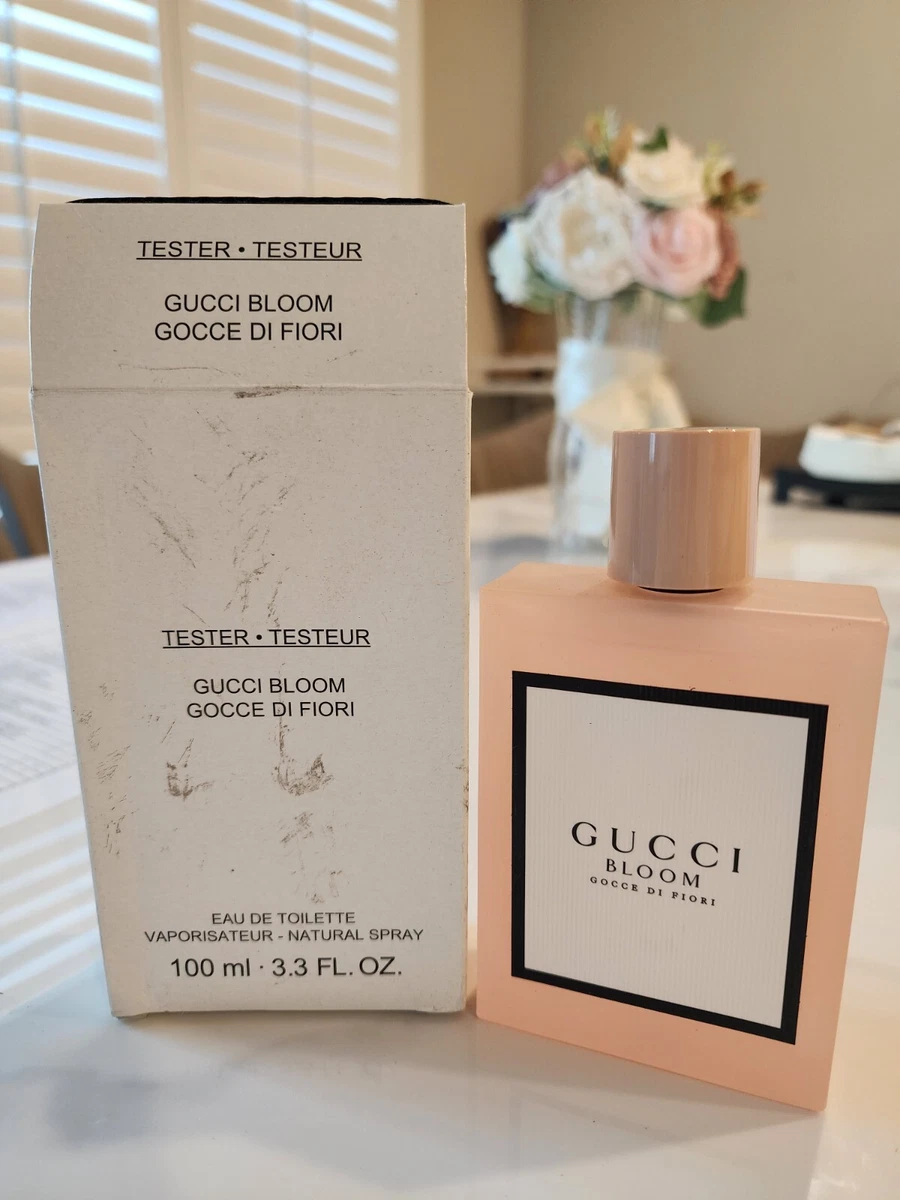 TESTER • TESTEUR
GUCCI BLOOM
GOCCE DI FIORI
TESTER • TESTEUR
GUCCI BLOOM
GOCCE DI FIORI
EAU DE TOILETTE
VAPORISATEUR - NATURAL SPRAY
100 ml · 3.3 FL. OZ.
GUCCI
BLOOM
GOCCE DI FIORI